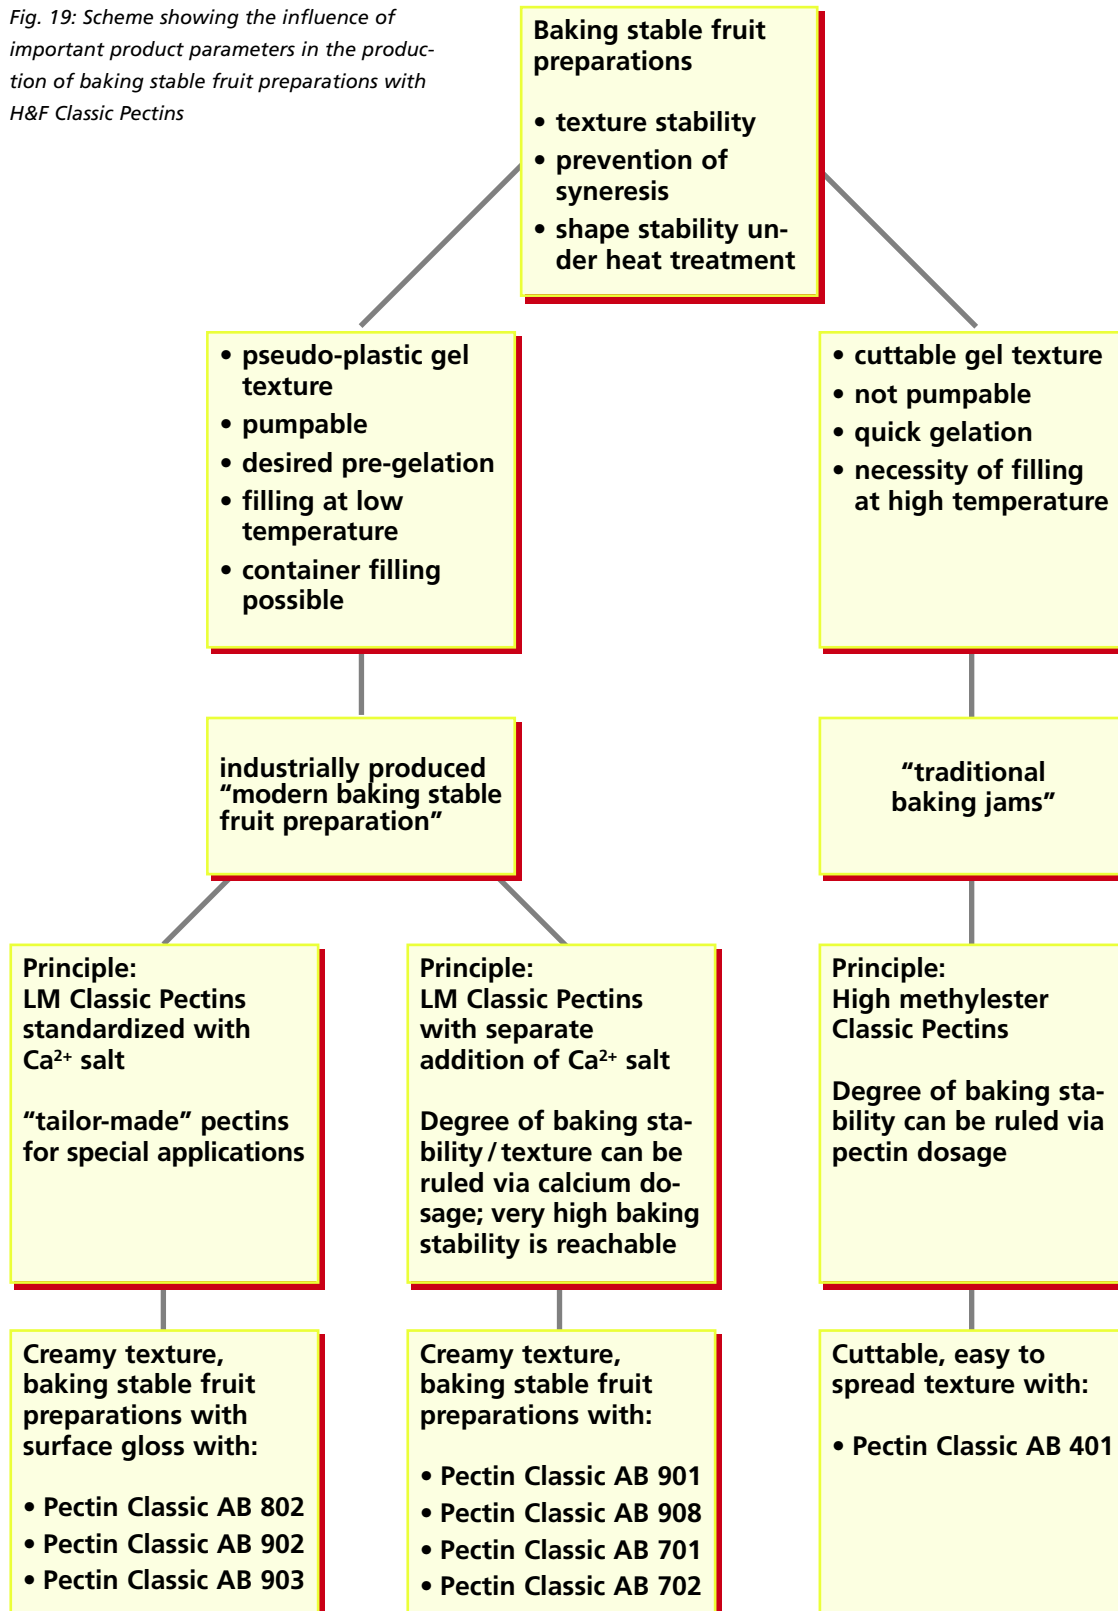 Fig. 19: Scheme showing the influence of
important product parameters in the produc-
tion of baking stable fruit preparations with
H&F Classic Pectins
Baking stable fruit
preparations
• texture stability
• prevention of
syneresis
• shape stability un-
der heat treatment
• pseudo-plastic gel
texture
• pumpable
• desired pre-gelation
• filling at low
temperature
• container filling
possible
• cuttable gel texture
• not pumpable
• quick gelation
• necessity of filling
at high temperature
industrially produced
“modern baking stable
fruit preparation”
“traditional
baking jams”
Principle:
LM Classic Pectins
standardized with
Ca²⁺ salt
“tailor-made” pectins
for special applications
Principle:
LM Classic Pectins
with separate
addition of Ca²⁺ salt
Degree of baking sta-
bility / texture can be
ruled via calcium do-
sage; very high baking
stability is reachable
Principle:
High methylester
Classic Pectins
Degree of baking sta-
bility can be ruled via
pectin dosage
Creamy texture,
baking stable fruit
preparations with
surface gloss with:
• Pectin Classic AB 802
• Pectin Classic AB 902
• Pectin Classic AB 903
Creamy texture,
baking stable fruit
preparations with:
• Pectin Classic AB 901
• Pectin Classic AB 908
• Pectin Classic AB 701
• Pectin Classic AB 702
Cuttable, easy to
spread texture with:
• Pectin Classic AB 401